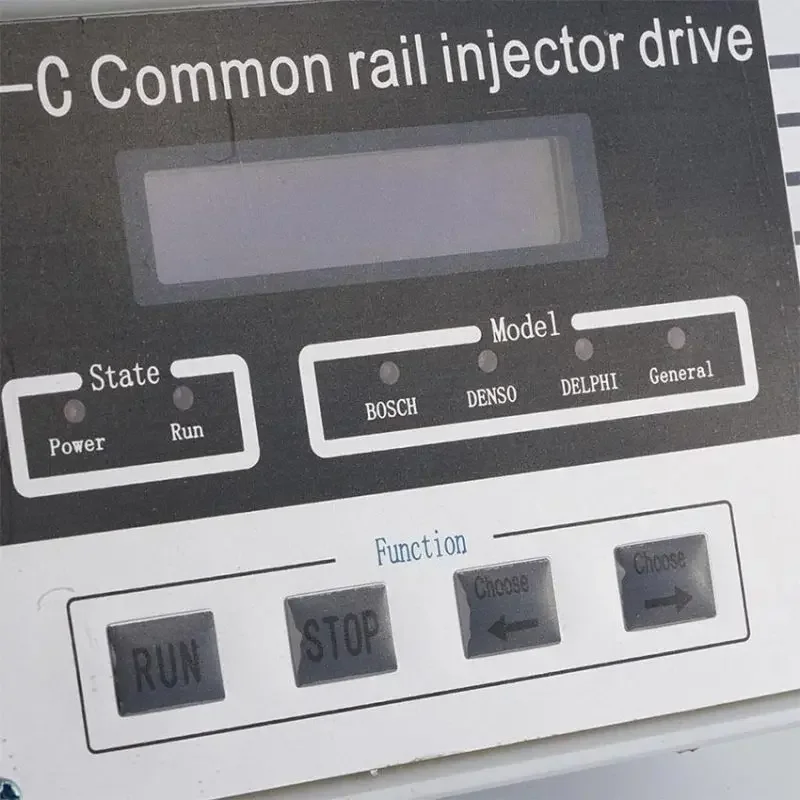 -C Common rail injector drive
State
Model
Power
Run
BOSCH
DENSO
DELPHI
General
Function
RUN
STOP
Choose
←
Choose
→